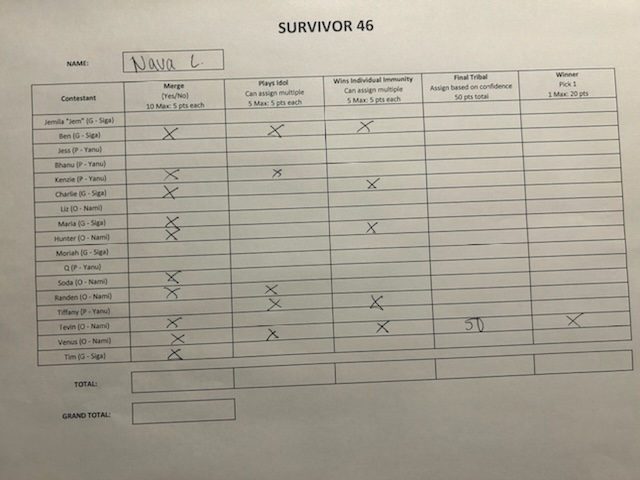 SURVIVOR 46
NAME: Nava L.
Contestant Merge (Yes/No) 10 Max: 5 pts each Plays Idol Can assign multiple 5 Max: 5 pts each Wins Individual Immunity Can assign multiple 5 Max: 5 pts each Final Tribal Assign based on confidence 50 pts total Winner Pick 1 1 Max: 20 pts
Jemila "Jem" (G - Siga)
Ben (G - Siga) X X X
Jess (P - Yanu)
Bhanu (P - Yanu)
Kenzie (P - Yanu) X X
Charlie (G - Siga) X X
Liz (O - Nami)
Maria (G - Siga) X
Hunter (O - Nami) X X
Moriah (G - Siga)
Q (P - Yanu)
Soda (O - Nami) X
Randen (O - Nami) X X
Tiffany (P - Yanu) X X
Tevin (O - Nami) X X 50 X
Venus (O - Nami) X X
Tim (G - Siga) X
TOTAL:
GRAND TOTAL: